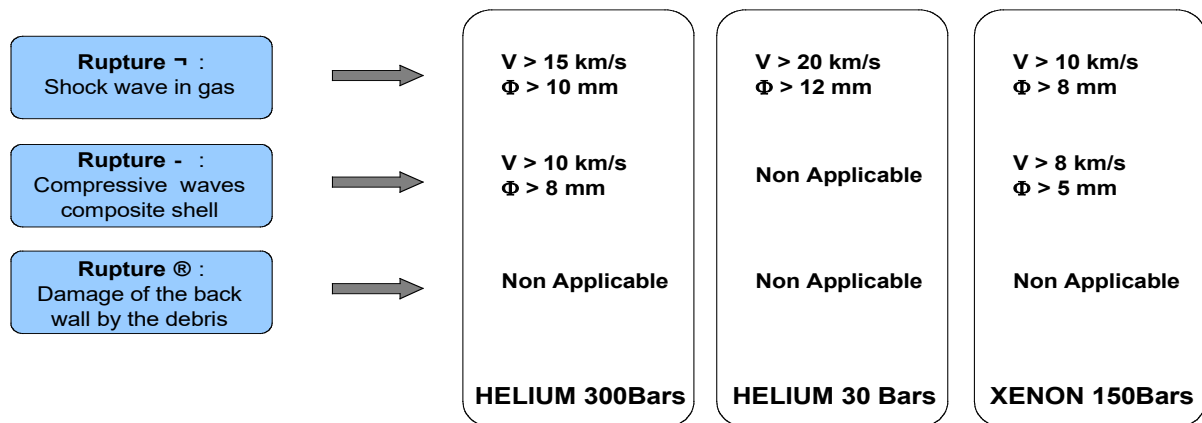 Rupture ¬ :
Shock wave in gas
V > 15 km/s
Φ > 10 mm
V > 20 km/s
Φ > 12 mm
V > 10 km/s
Φ > 8 mm
Rupture - :
Compressive waves
composite shell
V > 10 km/s
Φ > 8 mm
Non Applicable
V > 8 km/s
Φ > 5 mm
Rupture ® :
Damage of the back
wall by the debris
Non Applicable
Non Applicable
Non Applicable
HELIUM 300Bars
HELIUM 30 Bars
XENON 150Bars